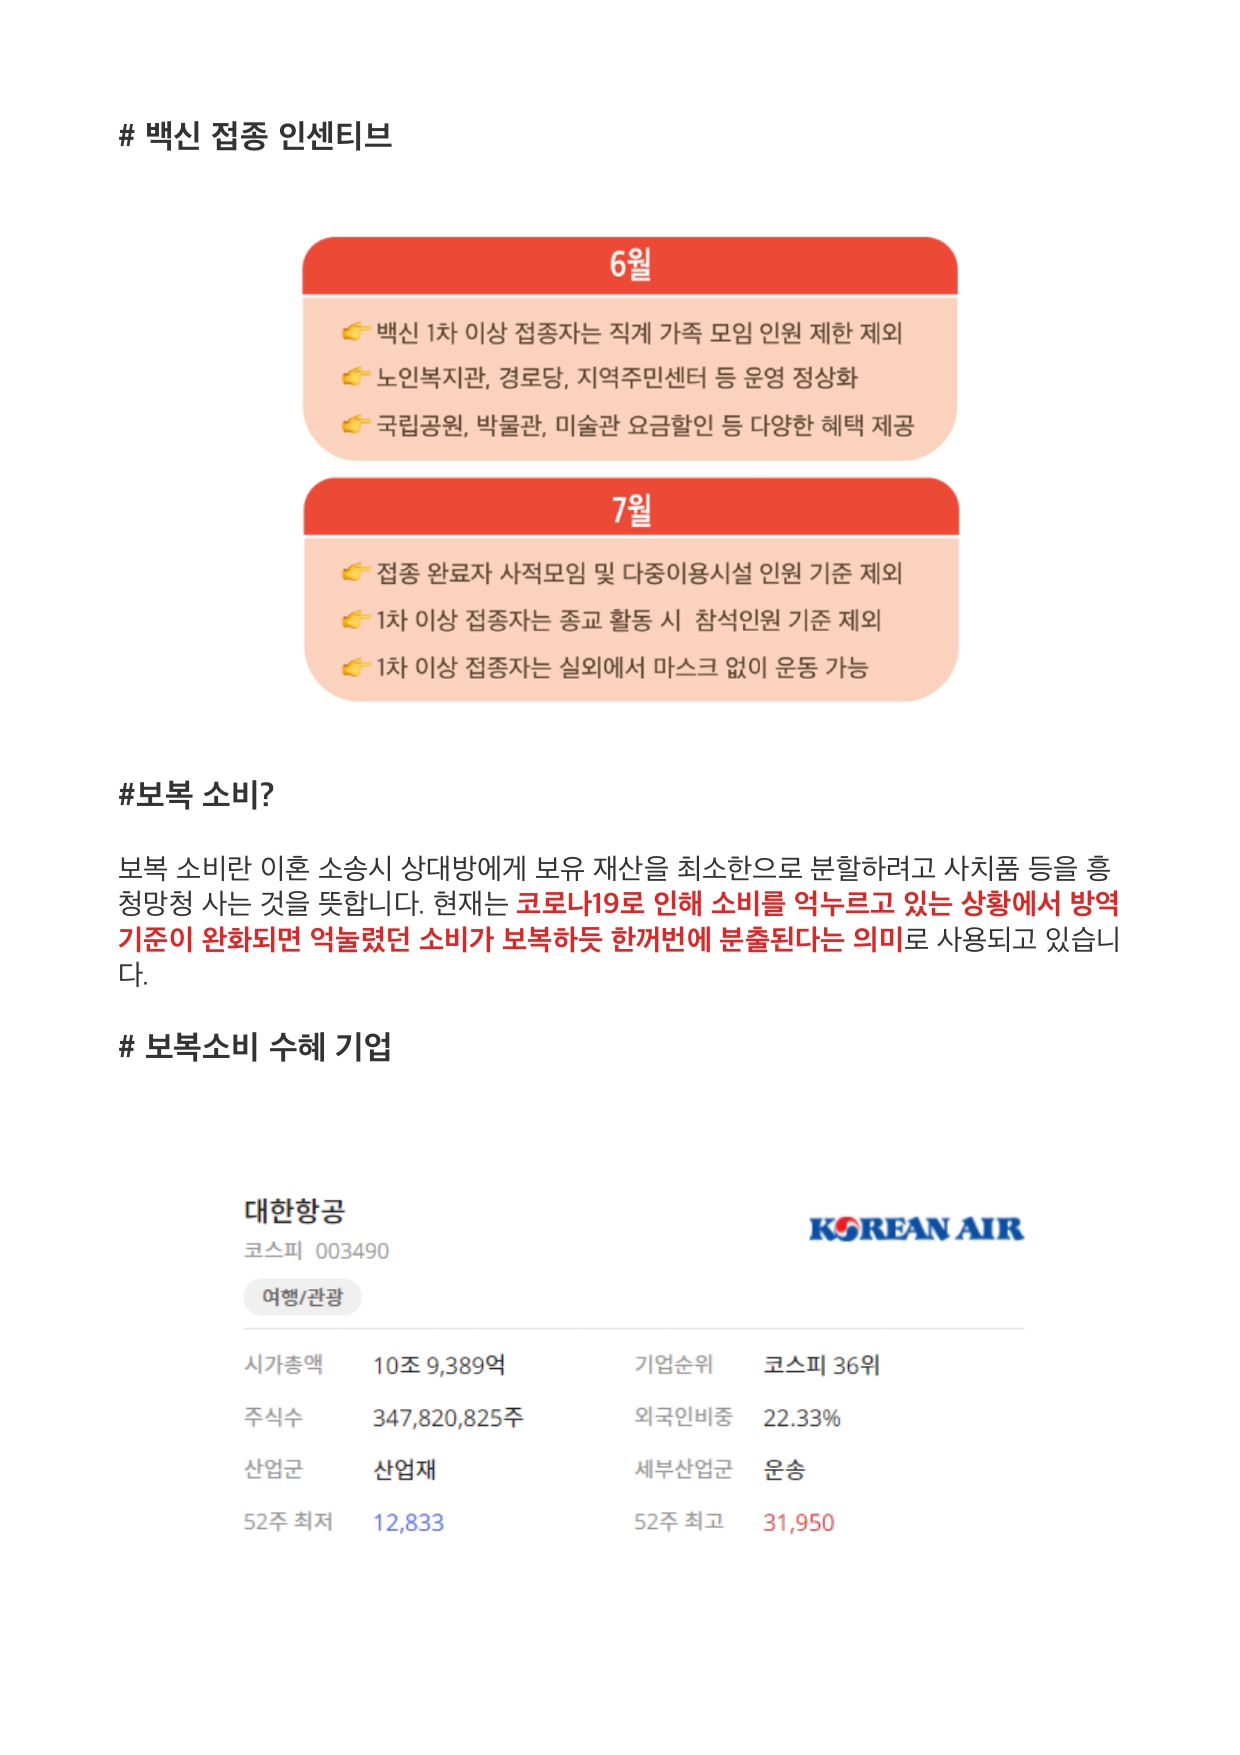 # 백신 접종 인센티브
6월
👉 백신 1차 이상 접종자는 직계 가족 모임 인원 제한 제외
👉 노인복지관, 경로당, 지역주민센터 등 운영 정상화
👉 국립공원, 박물관, 미술관 요금할인 등 다양한 혜택 제공
7월
👉 접종 완료자 사적모임 및 다중이용시설 인원 기준 제외
👉 1차 이상 접종자는 종교 활동 시 참석인원 기준 제외
👉 1차 이상 접종자는 실외에서 마스크 없이 운동 가능
#보복 소비?
보복 소비란 이혼 소송시 상대방에게 보유 재산을 최소한으로 분할하려고 사치품 등을 흥
청망청 사는 것을 뜻합니다. 현재는 코로나19로 인해 소비를 억누르고 있는 상황에서 방역
기준이 완화되면 억눌렸던 소비가 보복하듯 한꺼번에 분출된다는 의미로 사용되고 있습니
다.
# 보복소비 수혜 기업
대한항공
KOREAN AIR
코스피 003490
여행/관광
시가총액 10조 9,389억 기업순위 코스피 36위
주식수 347,820,825주 외국인비중 22.33%
산업군 산업재 세부산업군 운송
52주 최저 12,833 52주 최고 31,950